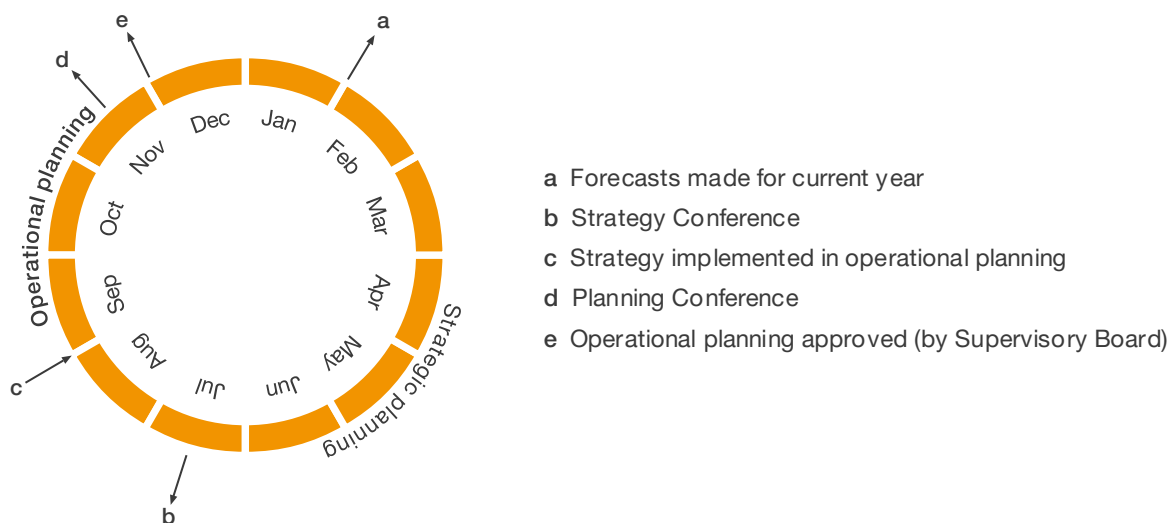 e
a
d
Operational planning
Dec
Jan
Nov
Feb
Oct
Mar
Sep
Apr
Aug
May
Jul
Jun
Strategic planning
c
b
a Forecasts made for current year
b Strategy Conference
c Strategy implemented in operational planning
d Planning Conference
e Operational planning approved (by Supervisory Board)